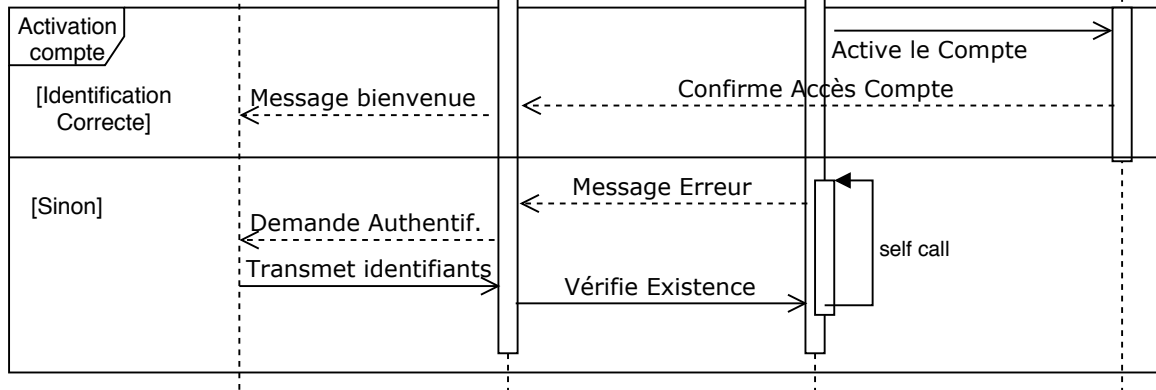 Activation
compte
Active le Compte
[Identification
Correcte]
Message bienvenue
Confirme Accès Compte
[Sinon]
Message Erreur
Demande Authentif.
self call
Transmet identifiants
Vérifie Existence